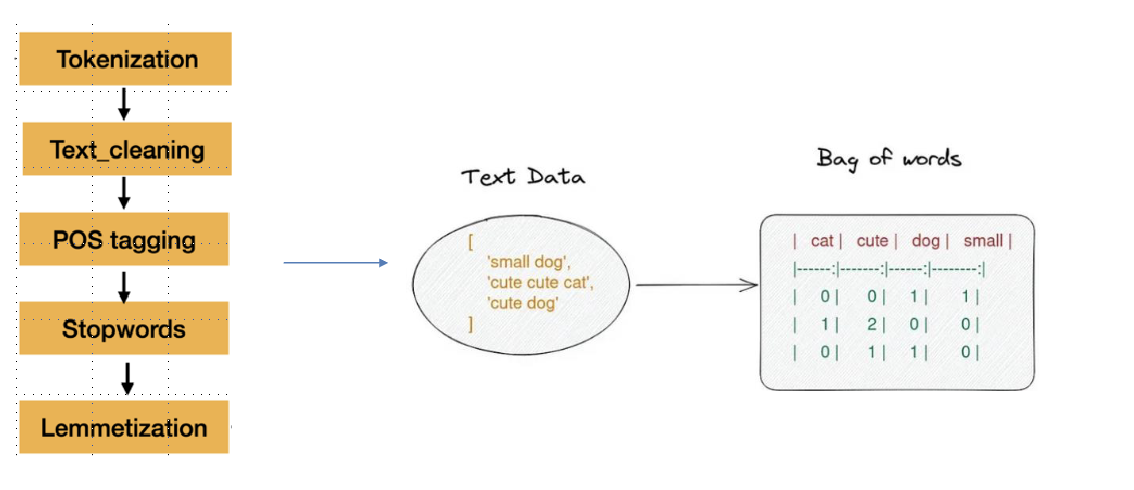 Tokenization
Text_cleaning
POS tagging
Stopwords
Lemmetization
Text Data
[
'small dog',
'cute cute cat',
'cute dog'
]
Bag of words
| cat | cute | dog | small |
|------:|-------:|------:|--------:|
| 0 | 0 | 1 | 1 |
| 1 | 2 | 0 | 0 |
| 0 | 1 | 1 | 0 |